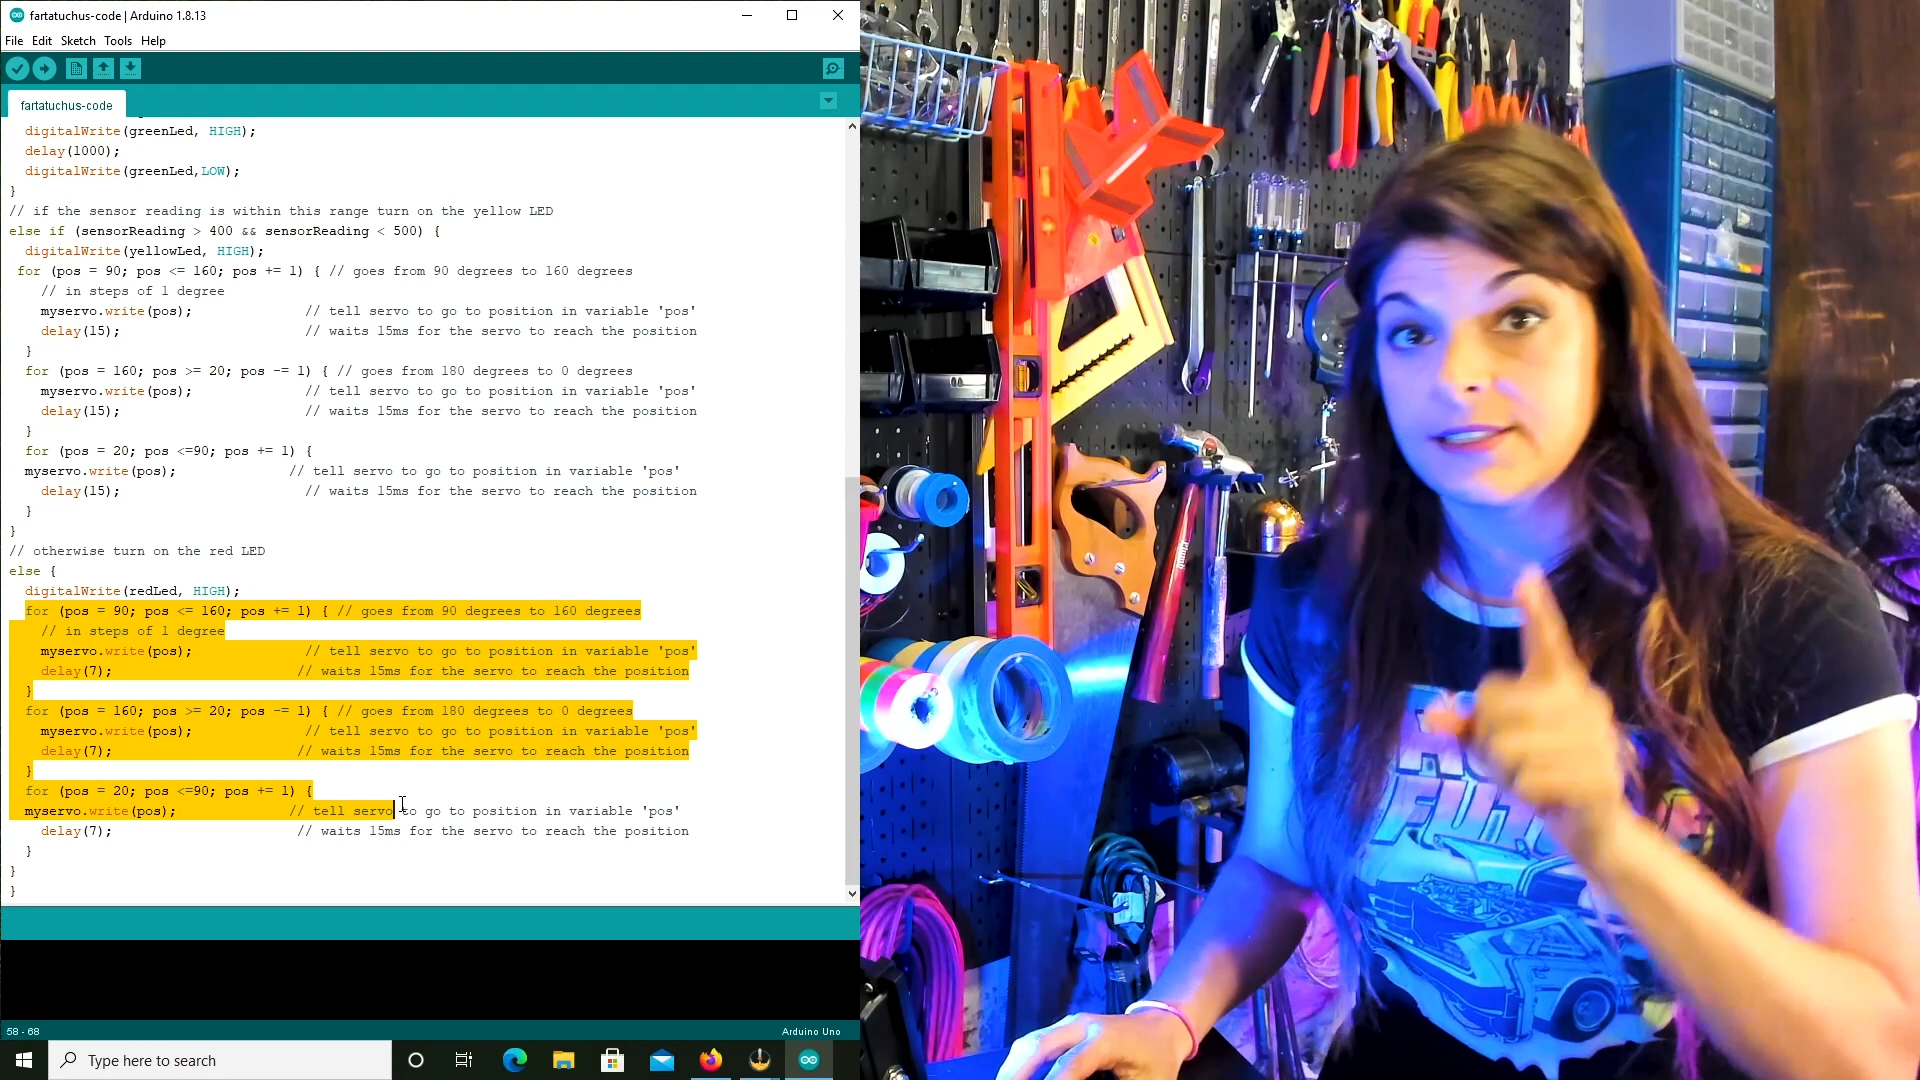 fartatuchus-code | Arduino 1.8.13
File Edit Sketch Tools Help
fartatuchus-code
digitalWrite(greenLed, HIGH);
delay(1000);
digitalWrite(greenLed,LOW);
}
// if the sensor reading is within this range turn on the yellow LED
else if (sensorReading > 400 && sensorReading < 500) {
digitalWrite(yellowLed, HIGH);
for (pos = 90; pos <= 160; pos += 1) { // goes from 90 degrees to 160 degrees
// in steps of 1 degree
myservo.write(pos); // tell servo to go to position in variable 'pos'
delay(15); // waits 15ms for the servo to reach the position
}
for (pos = 160; pos >= 20; pos -= 1) { // goes from 180 degrees to 0 degrees
myservo.write(pos); // tell servo to go to position in variable 'pos'
delay(15); // waits 15ms for the servo to reach the position
}
for (pos = 20; pos <=90; pos += 1) {
myservo.write(pos); // tell servo to go to position in variable 'pos'
delay(15); // waits 15ms for the servo to reach the position
}
}
// otherwise turn on the red LED
else {
digitalWrite(redLed, HIGH);
for (pos = 90; pos <= 160; pos += 1) { // goes from 90 degrees to 160 degrees
// in steps of 1 degree
myservo.write(pos); // tell servo to go to position in variable 'pos'
delay(7); // waits 15ms for the servo to reach the position
}
for (pos = 160; pos >= 20; pos -= 1) { // goes from 180 degrees to 0 degrees
myservo.write(pos); // tell servo to go to position in variable 'pos'
delay(7); // waits 15ms for the servo to reach the position
}
for (pos = 20; pos <=90; pos += 1) {
myservo.write(pos); // tell servo to go to position in variable 'pos'
delay(7); // waits 15ms for the servo to reach the position
}
}
}
58 - 68
Arduino Uno
Type here to search